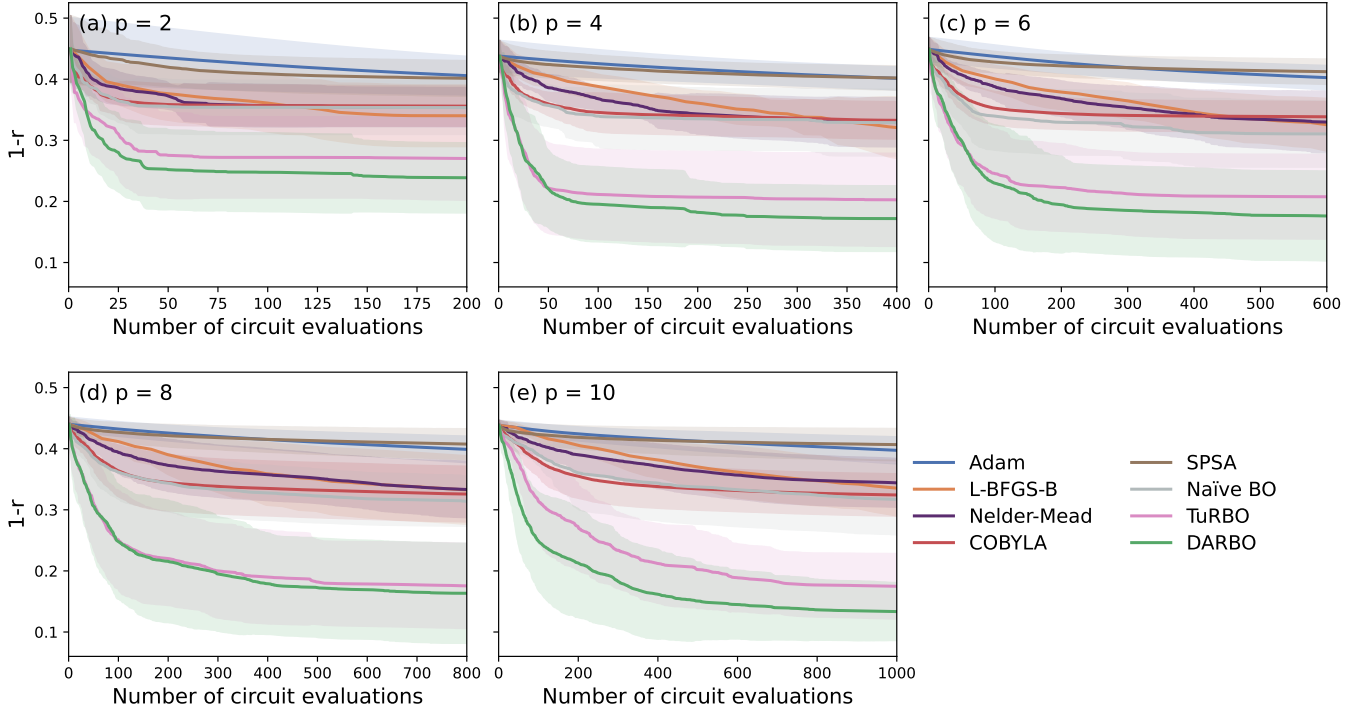 (a) p = 2
(b) p = 4
(c) p = 6
0.5
0.4
0.3
0.2
0.1
1-r
0 25 50 75 100 125 150 175 200
0 50 100 150 200 250 300 350 400
0 100 200 300 400 500 600
Number of circuit evaluations
Number of circuit evaluations
Number of circuit evaluations
(d) p = 8
(e) p = 10
0.5
0.4
0.3
0.2
0.1
1-r
0 100 200 300 400 500 600 700 800
0 200 400 600 800 1000
Number of circuit evaluations
Number of circuit evaluations
Adam
L-BFGS-B
Nelder-Mead
COBYLA
SPSA
Naïve BO
TuRBO
DARBO